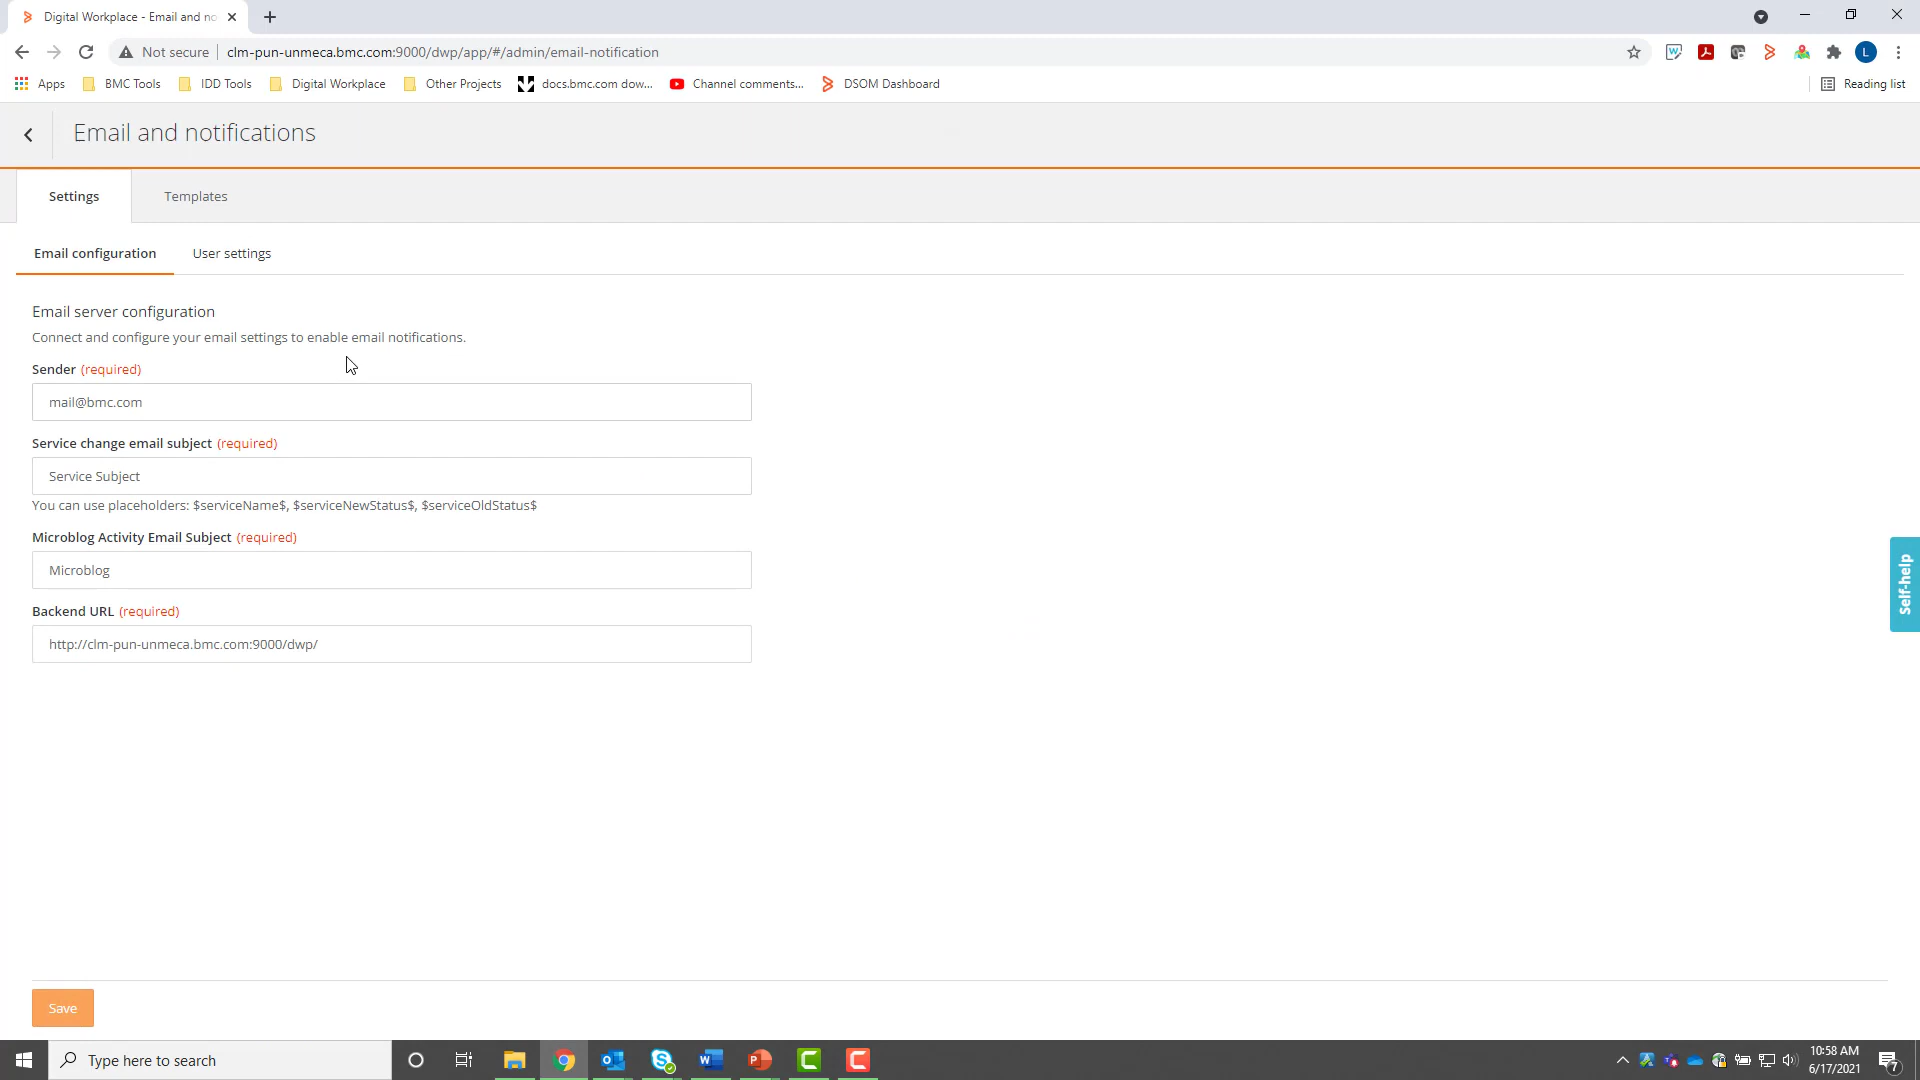 Digital Workplace - Email and no
Not secure
clm-pun-unmeca.bmc.com:9000/dwp/app/#/admin/email-notification
L
Apps
BMC Tools
IDD Tools
Digital Workplace
Other Projects
docs.bmc.com dow...
Channel comments...
DSOM Dashboard
Reading list
Email and notifications
Settings
Templates
Email configuration
User settings
Email server configuration
Connect and configure your email settings to enable email notifications.
Sender (required)
mail@bmc.com
Service change email subject (required)
Service Subject
You can use placeholders: $serviceName$, $serviceNewStatus$, $serviceOldStatus$
Microblog Activity Email Subject (required)
Microblog
Backend URL (required)
http://clm-pun-unmeca.bmc.com:9000/dwp/
Self-help
Save
Type here to search
10:58 AM
6/17/2021
7